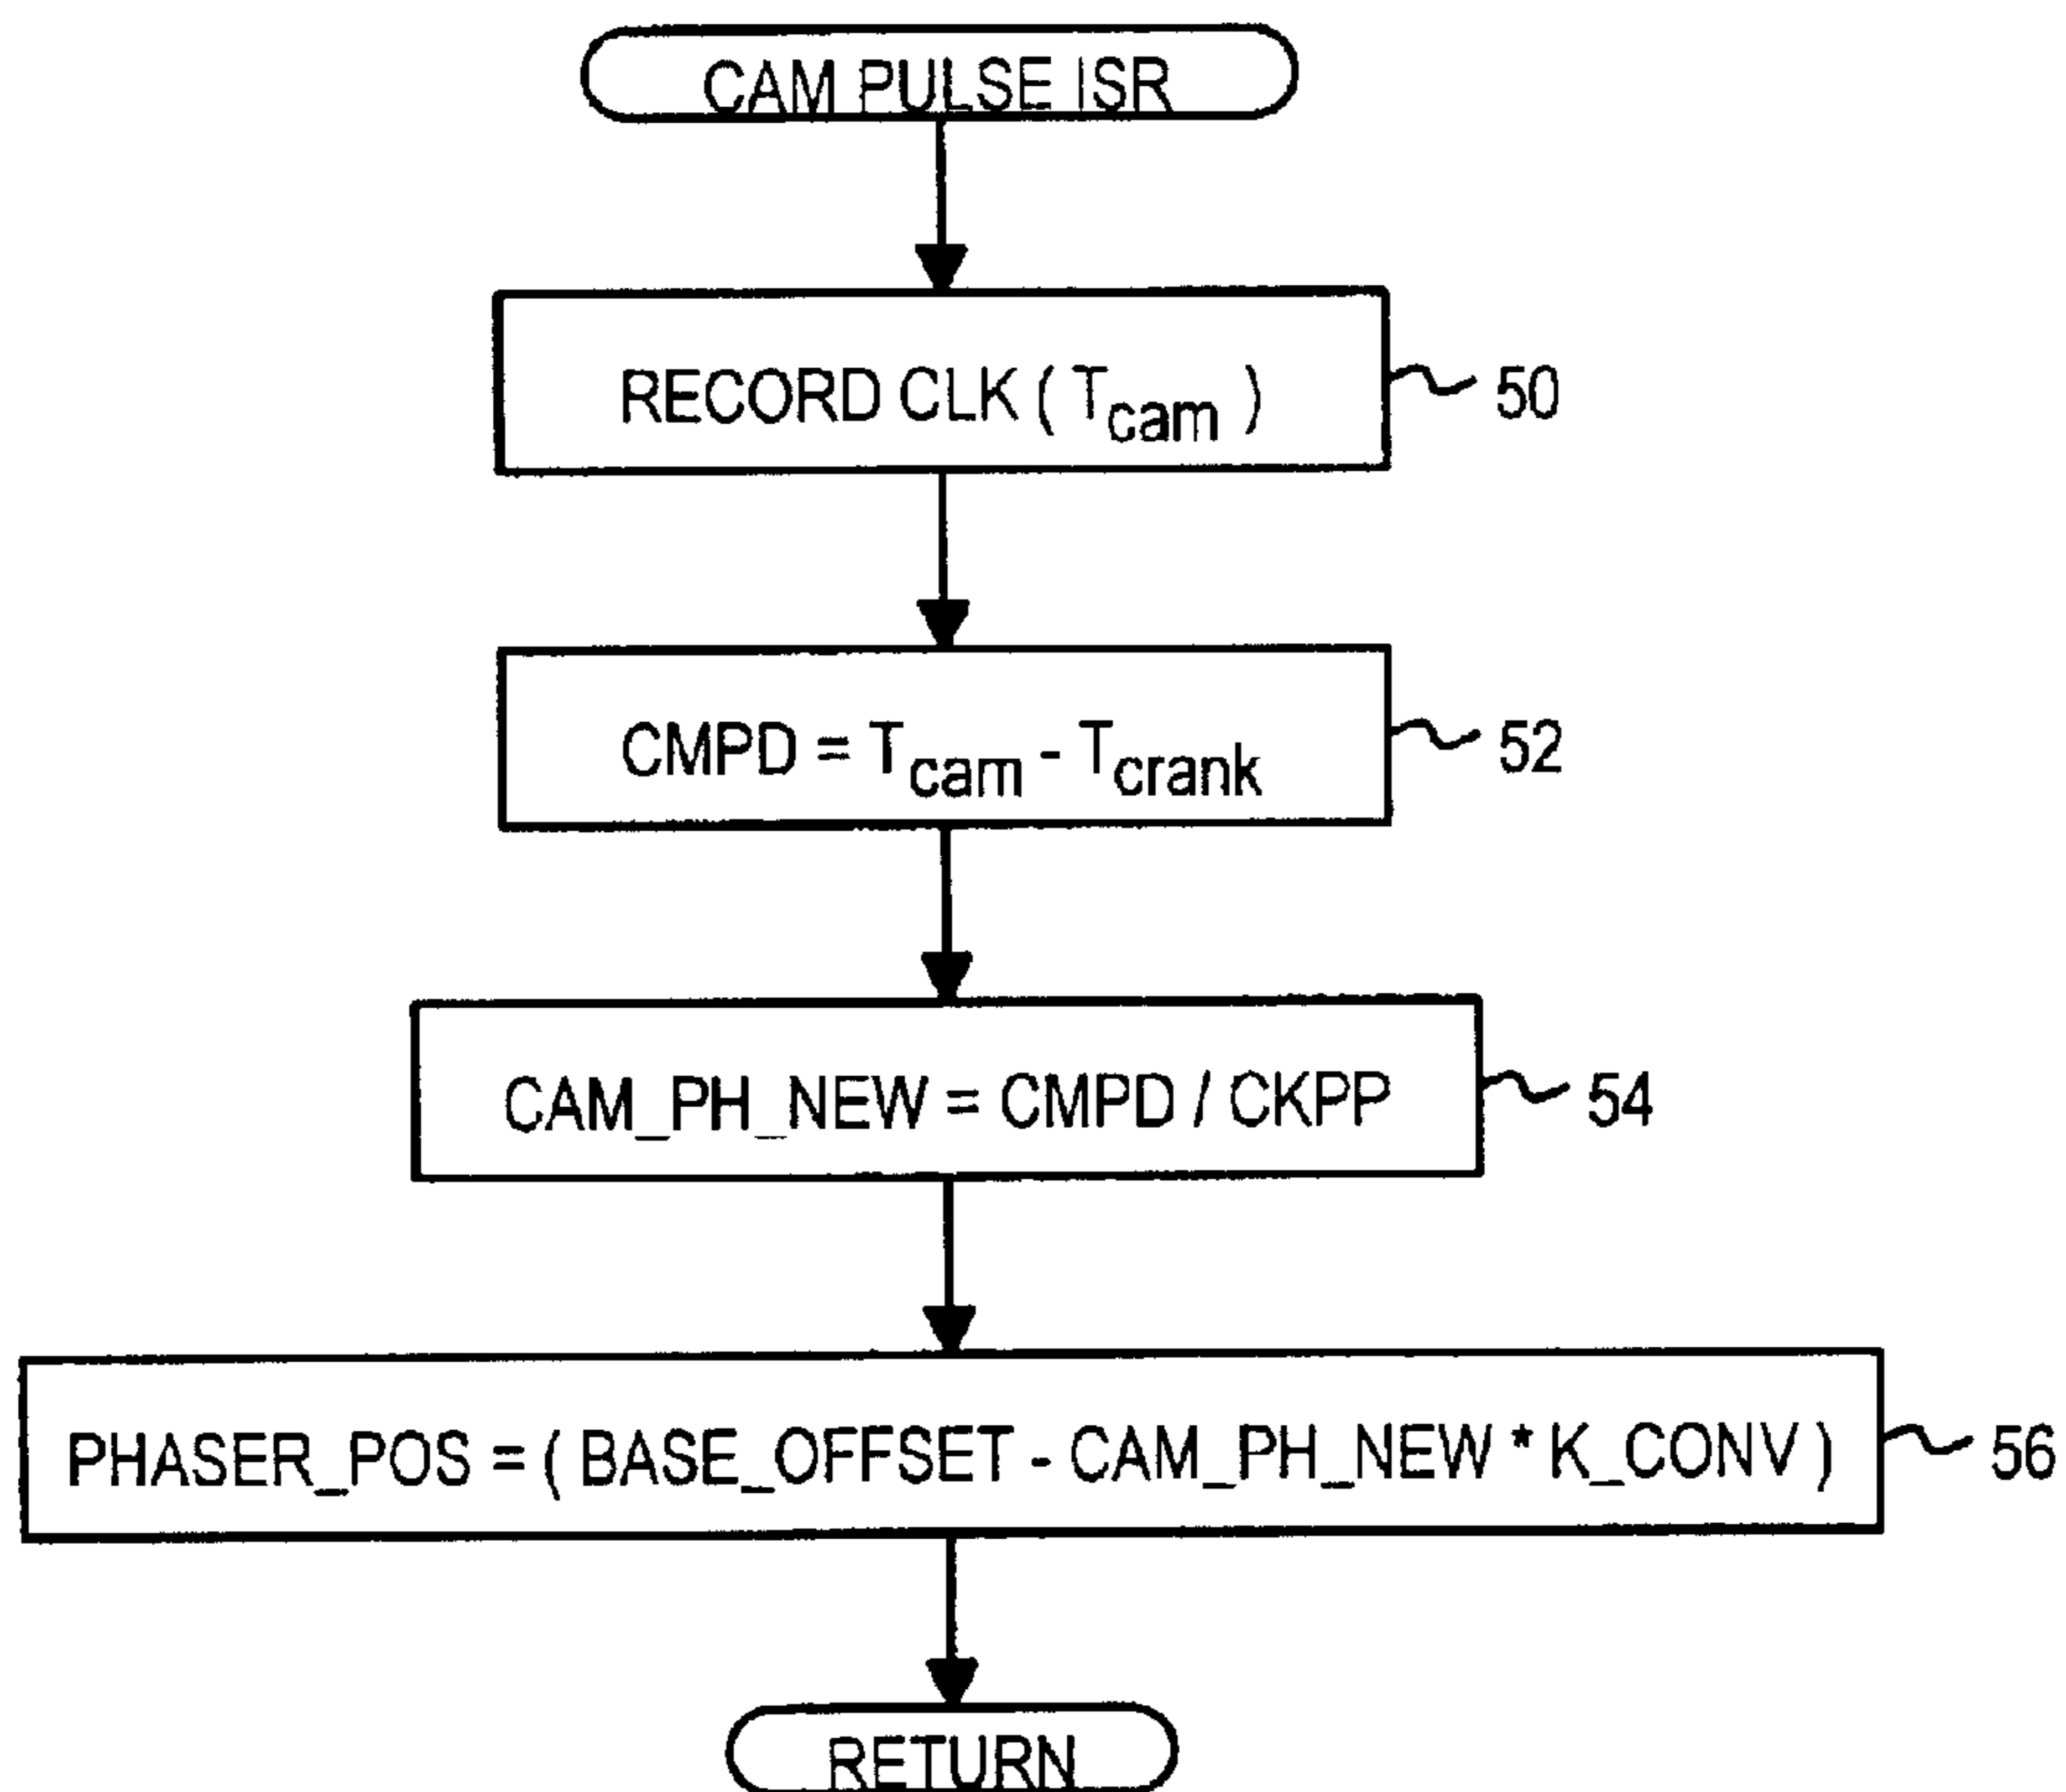 CAM PULSE ISR
RECORD CLK ( Tcam )
50
CMPD = Tcam - Tcrank
52
CAM_PH_NEW = CMPD / CKPP
54
PHASER_POS = ( BASE_OFFSET - CAM_PH_NEW * K_CONV )
56
RETURN